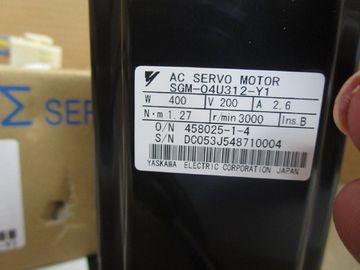 AC SERVO MOTOR
SGM-04U312-Y1
W 400 V 200 A 2.6
N·m 1.27 r/min 3000 Ins.B
O/N 458025-1-4
S/N DC053J548710004
YASKAWA ELECTRIC CORPORATION JAPAN
Σ SER